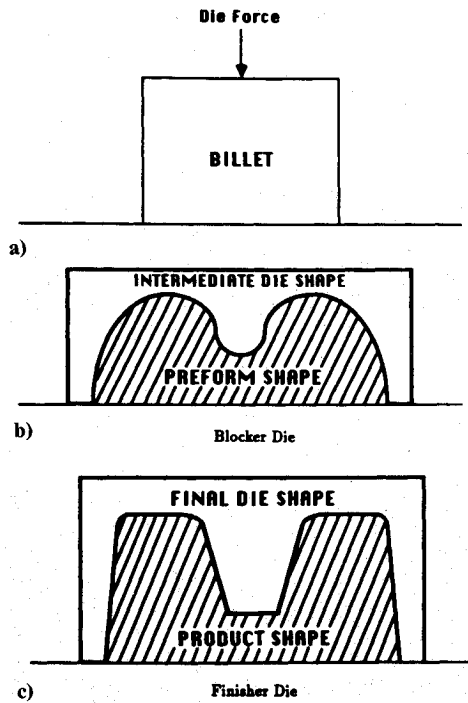 Die Force
BILLET
a)
INTERMEDIATE DIE SHAPE
PREFORM SHAPE
b)
Blocker Die
FINAL DIE SHAPE
PRODUCT SHAPE
c)
Finisher Die